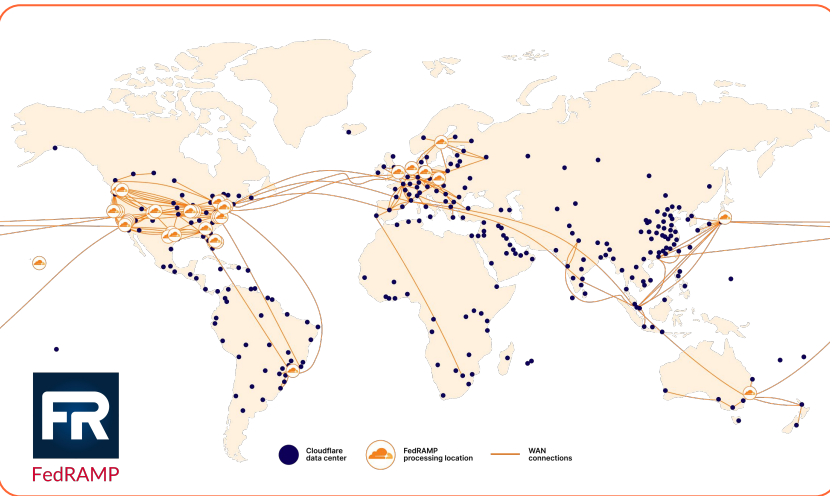 FR
FedRAMP
Cloudflare
data center
FedRAMP
processing location
WAN
connections